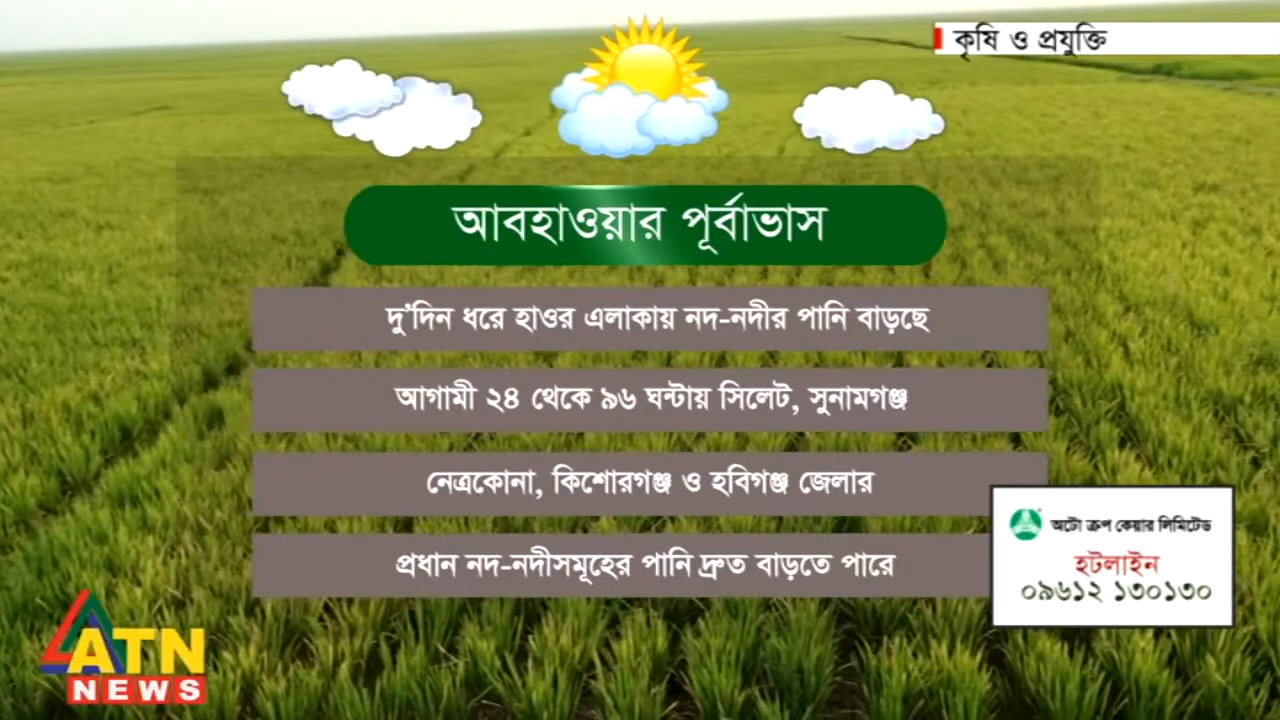 কৃষি ও প্রযুক্তি
আবহাওয়ার পূর্বাভাস
দু'দিন ধরে হাওর এলাকায় নদ-নদীর পানি বাড়ছে
আগামী ২৪ থেকে ৯৬ ঘন্টায় সিলেট, সুনামগঞ্জ
নেত্রকোনা, কিশোরগঞ্জ ও হবিগঞ্জ জেলার
প্রধান নদ-নদীসমূহের পানি দ্রুত বাড়তে পারে
অটো ক্রপ কেয়ার লিমিটেড
হটলাইন
০৯৬১২ ১৩০১৩০
ATN
NEWS